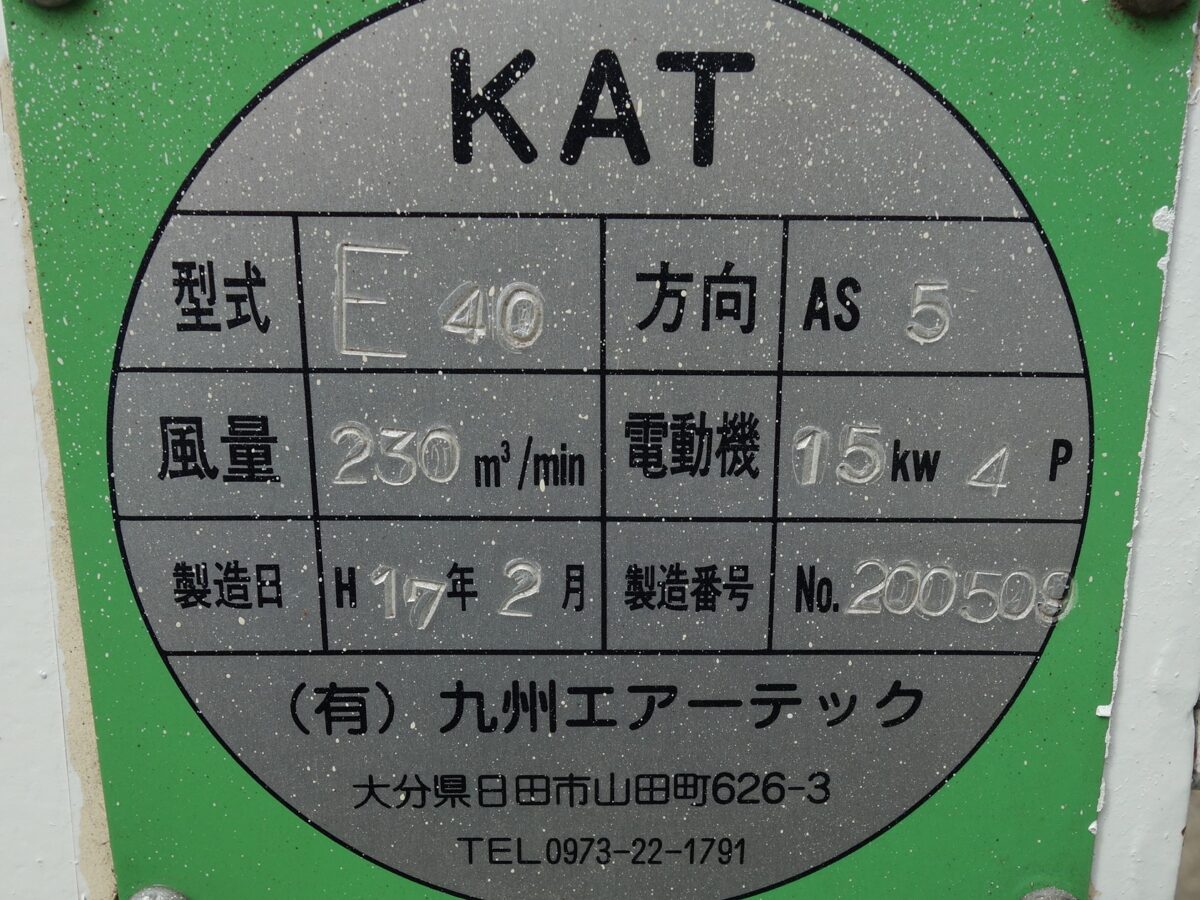 KAT
型式 E 40 方向 AS 5
風量 230 m³/min 電動機 15 kw 4 P
製造日 H 17 年 2 月 製造番号 No. 200509
(有) 九州エアーテック
大分県日田市山田町626-3
TEL0973-22-1791